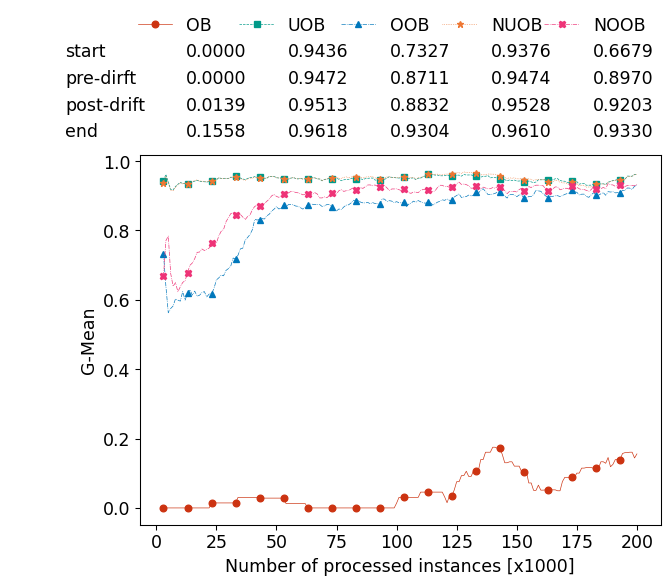 OB UOB OOB NUOB NOOB
start 0.0000 0.9436 0.7327 0.9376 0.6679
pre-dirft 0.0000 0.9472 0.8711 0.9474 0.8970
post-drift 0.0139 0.9513 0.8832 0.9528 0.9203
end 0.1558 0.9618 0.9304 0.9610 0.9330
1.0
0.8
0.6
0.4
0.2
0.0
G-Mean
0 25 50 75 100 125 150 175 200
Number of processed instances [x1000]